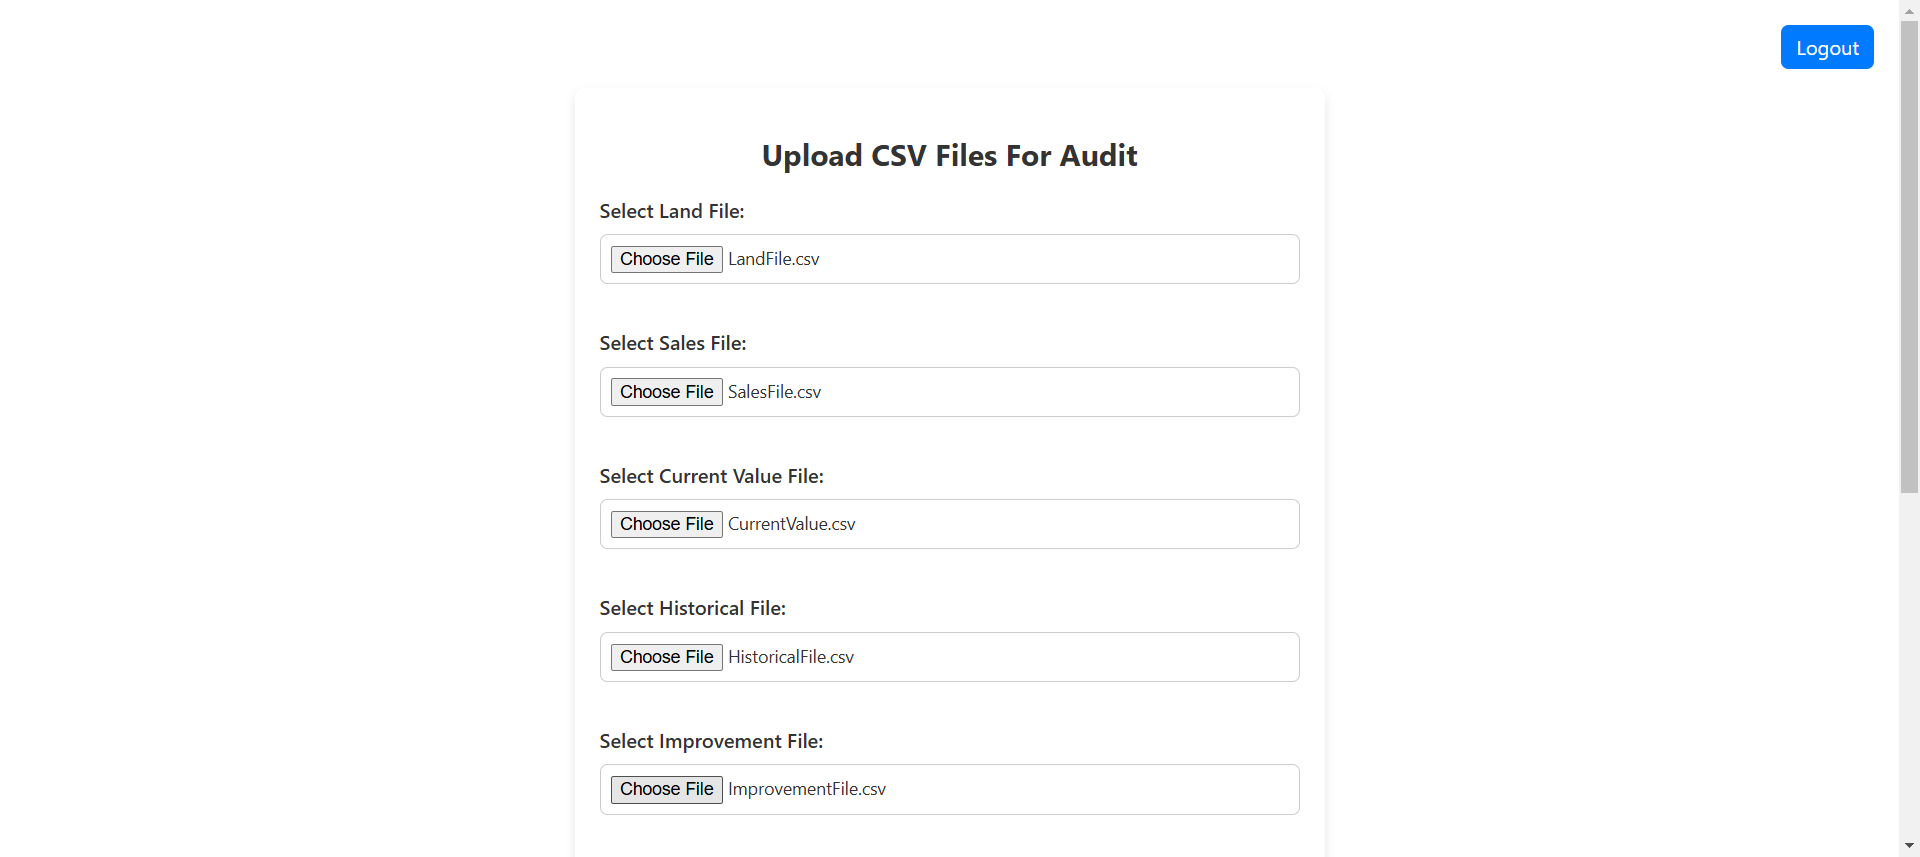 Logout
Upload CSV Files For Audit
Select Land File:
Choose File LandFile.csv
Select Sales File:
Choose File SalesFile.csv
Select Current Value File:
Choose File CurrentValue.csv
Select Historical File:
Choose File HistoricalFile.csv
Select Improvement File:
Choose File ImprovementFile.csv